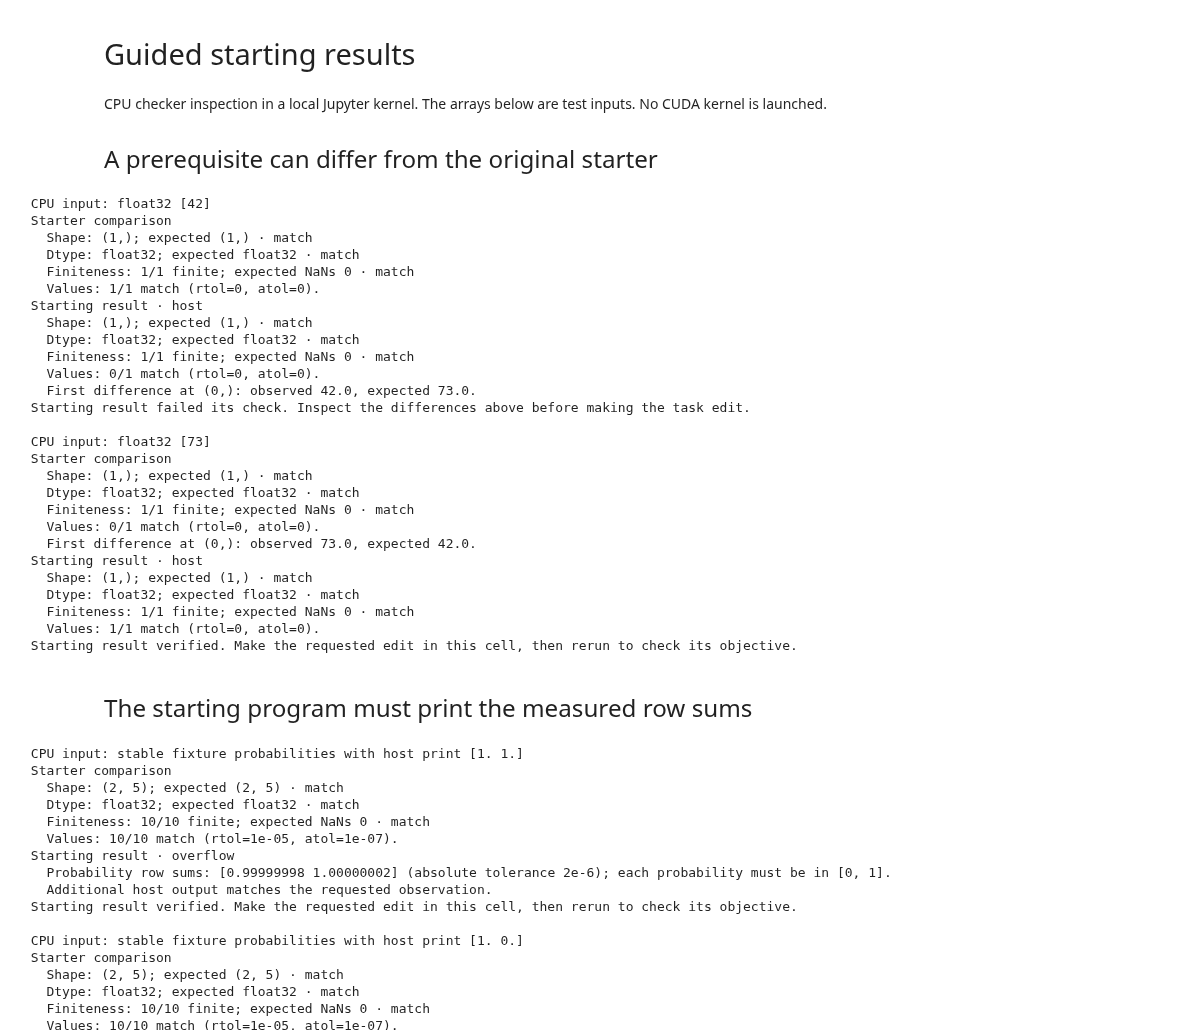 Guided starting results
CPU checker inspection in a local Jupyter kernel. The arrays below are test inputs. No CUDA kernel is launched.
A prerequisite can differ from the original starter
CPU input: float32 [42]
Starter comparison
  Shape: (1,); expected (1,) · match
  Dtype: float32; expected float32 · match
  Finiteness: 1/1 finite; expected NaNs 0 · match
  Values: 1/1 match (rtol=0, atol=0).
Starting result · host
  Shape: (1,); expected (1,) · match
  Dtype: float32; expected float32 · match
  Finiteness: 1/1 finite; expected NaNs 0 · match
  Values: 0/1 match (rtol=0, atol=0).
  First difference at (0,): observed 42.0, expected 73.0.
Starting result failed its check. Inspect the differences above before making the task edit.
CPU input: float32 [73]
Starter comparison
  Shape: (1,); expected (1,) · match
  Dtype: float32; expected float32 · match
  Finiteness: 1/1 finite; expected NaNs 0 · match
  Values: 0/1 match (rtol=0, atol=0).
  First difference at (0,): observed 73.0, expected 42.0.
Starting result · host
  Shape: (1,); expected (1,) · match
  Dtype: float32; expected float32 · match
  Finiteness: 1/1 finite; expected NaNs 0 · match
  Values: 1/1 match (rtol=0, atol=0).
Starting result verified. Make the requested edit in this cell, then rerun to check its objective.
The starting program must print the measured row sums
CPU input: stable fixture probabilities with host print [1. 1.]
Starter comparison
  Shape: (2, 5); expected (2, 5) · match
  Dtype: float32; expected float32 · match
  Finiteness: 10/10 finite; expected NaNs 0 · match
  Values: 10/10 match (rtol=1e-05, atol=1e-07).
Starting result · overflow
  Probability row sums: [0.99999998 1.00000002] (absolute tolerance 2e-6); each probability must be in [0, 1].
  Additional host output matches the requested observation.
Starting result verified. Make the requested edit in this cell, then rerun to check its objective.
CPU input: stable fixture probabilities with host print [1. 0.]
Starter comparison
  Shape: (2, 5); expected (2, 5) · match
  Dtype: float32; expected float32 · match
  Finiteness: 10/10 finite; expected NaNs 0 · match
  Values: 10/10 match (rtol=1e-05, atol=1e-07).